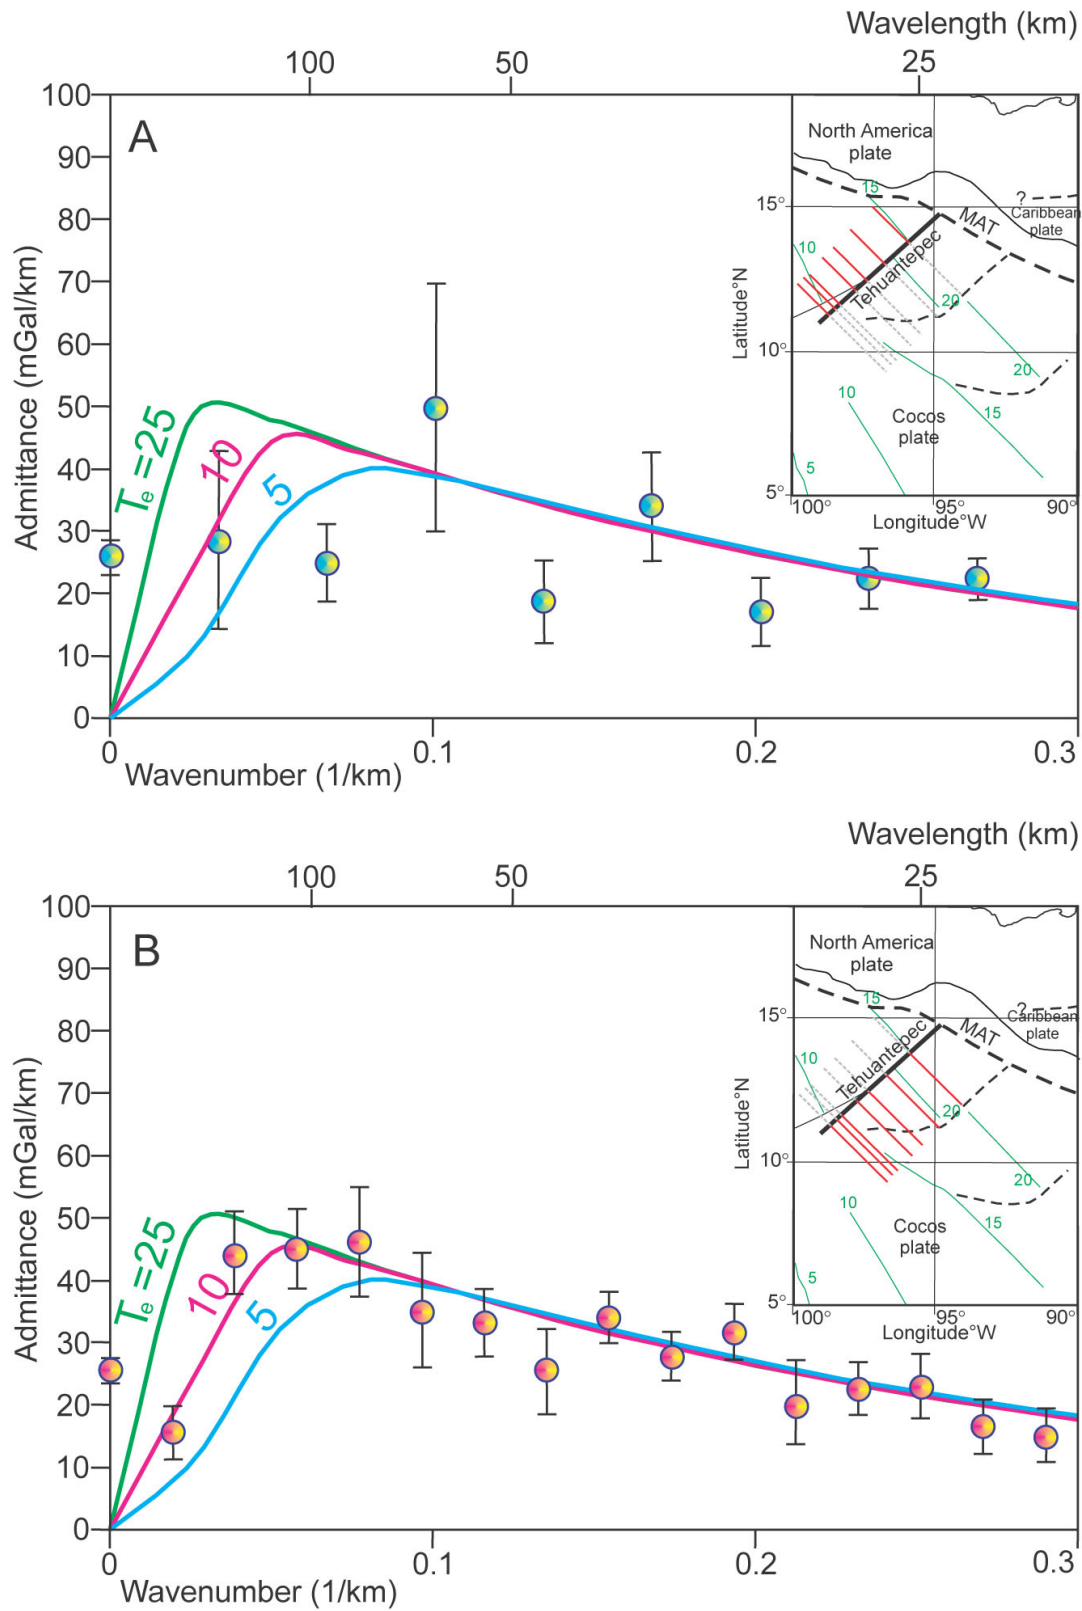 Wavelength (km)
100 50 25
A
Admittance (mGal/km)
100
90
80
70
60
50
40
30
20
10
0
Te =25
10
5
0 0.1 0.2 0.3
Wavenumber (1/km)
North America
plate
15
?
Caribbean
plate
15°
MAT
10
Tehuantepec
20
Latitude°N
10°
20
10
15
Cocos
plate
5
5°
100° 95° 90°
Longitude°W
Wavelength (km)
100 50 25
B
Admittance (mGal/km)
100
90
80
70
60
50
40
30
20
10
0
Te =25
10
5
0 0.1 0.2 0.3
Wavenumber (1/km)
North America
plate
15
?
Caribbean
plate
15°
MAT
10
Tehuantepec
20
Latitude°N
10°
20
10
15
Cocos
plate
5
5°
100° 95° 90°
Longitude°W